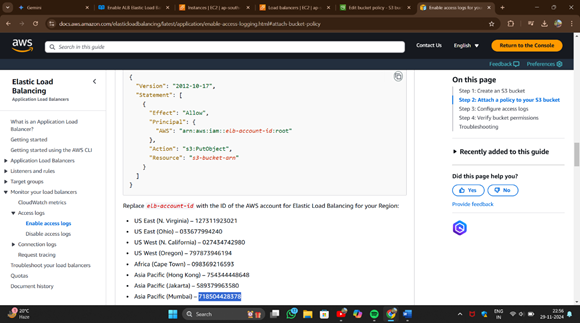 Gemini
Enable ALB (Elastic Load B
Instances (EC2 | ap-south
Load balancers | EC2 | ap-
Edit bucket policy - S3 buck
Enable access logs for you
docs.aws.amazon.com/elasticloadbalancing/latest/application/enable-access-logging.html#attach-bucket-policy
aws
Search in this guide
Contact Us
English
Return to the Console
Feedback
Preferences
Elastic Load
Balancing
Application Load Balancers
What is an Application Load
Balancer?
Getting started
Getting started using the AWS CLI
Application Load Balancers
Listeners and rules
Target groups
Monitor your load balancers
CloudWatch metrics
Access logs
Enable access logs
Disable access logs
Connection logs
Request tracing
Troubleshoot your load balancers
Quotas
Document history
{
"Version": "2012-10-17",
"Statement": [
{
"Effect": "Allow",
"Principal": {
"AWS": "arn:aws:iam::elb-account-id:root"
},
"Action": "s3:PutObject",
"Resource": "s3-bucket-arn"
}
]
}
Replace elb-account-id with the ID of the AWS account for Elastic Load Balancing for your Region:
• US East (N. Virginia) – 127311923021
• US East (Ohio) – 033677994240
• US West (N. California) – 027434742980
• US West (Oregon) – 797873946194
• Africa (Cape Town) – 098369216593
• Asia Pacific (Hong Kong) – 754344448648
• Asia Pacific (Jakarta) – 589379963580
• Asia Pacific (Mumbai) – 718504428378
On this page
Step 1: Create an S3 bucket
Step 2: Attach a policy to your S3 bucket
Step 3: Configure access logs
Step 4: Verify bucket permissions
Troubleshooting
Recently added to this guide
Did this page help you?
Yes
No
Provide feedback
20°C
Haze
Search
ENG
IN
22:56
29-11-2024